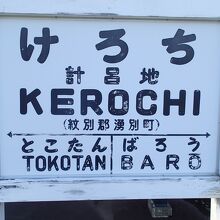 けろち
計呂地
KEROCHI
(紋別郡湧別町)
とこたん ばろう
TOKOTAN BARO